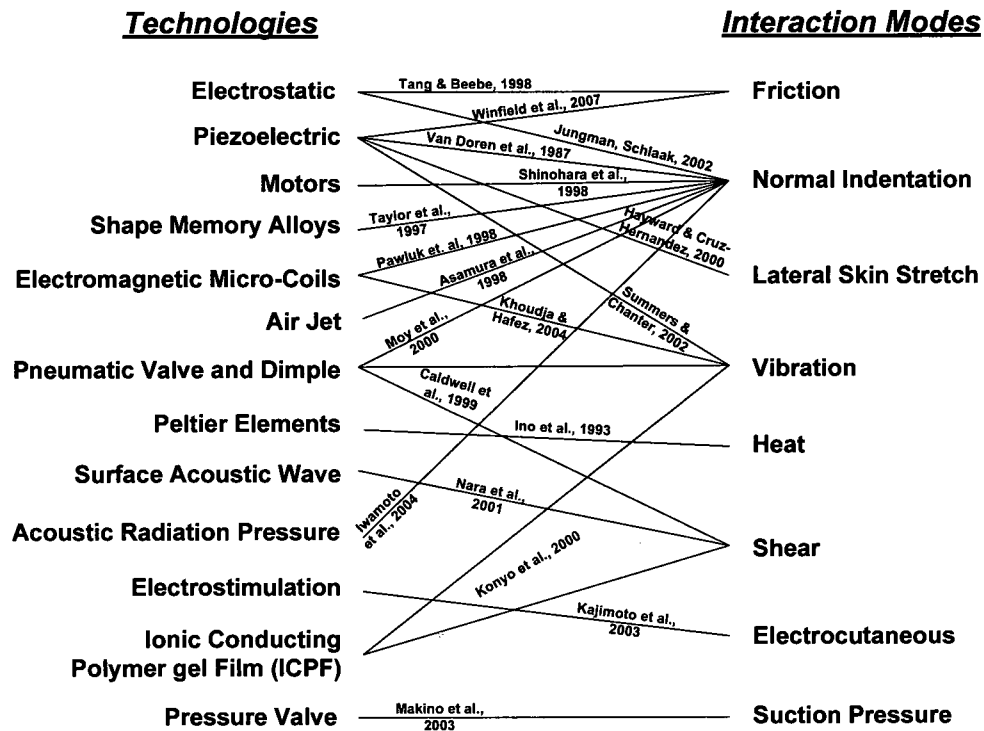 Technologies
Interaction Modes
Electrostatic
Tang & Beebe, 1998
Friction
Winfield et al., 2007
Piezoelectric
Jungman, Schlaak, 2002
Van Doren et al., 1987
Motors
Shinohara et al.,
1998
Normal Indentation
Shape Memory Alloys
Taylor et al.,
1997
Hayward & Cruz-
Hernandez, 2000
Electromagnetic Micro-Coils
Pawluk et. al, 1998
Lateral Skin Stretch
Air Jet
Asamura et al.,
1998
Khoudja &
Hafez, 2004
Summers &
Chanter, 2002
Pneumatic Valve and Dimple
Moy et al.,
2000
Vibration
Caldwell et
al., 1999
Peltier Elements
Ino et al., 1993
Heat
Surface Acoustic Wave
Nara et al.,
2001
Acoustic Radiation Pressure
Iwamoto
et al., 2004
Shear
Konyo et al., 2000
Electrostimulation
Kajimoto et al.,
2003
Electrocutaneous
Ionic Conducting
Polymer gel Film (ICPF)
Pressure Valve
Makino et al.,
2003
Suction Pressure